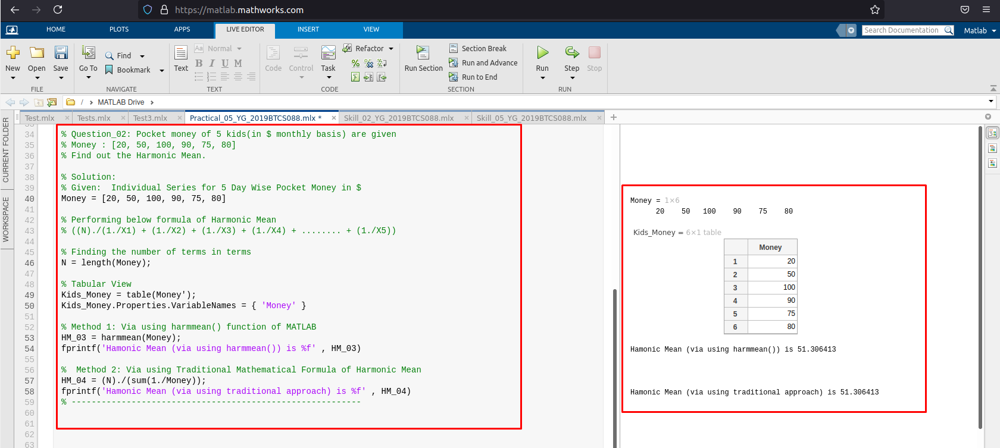 https://matlab.mathworks.com
HOME PLOTS APPS LIVE EDITOR INSERT VIEW
Search Documentation Matlab
New Open Save Go To Find Bookmark Text Aa Normal B I U M Code Control Task Refactor Run Section Section Break Run and Advance Run to End Run Step Stop
FILE NAVIGATE TEXT CODE SECTION RUN
/ MATLAB Drive
Test.mlx Tests.mlx Test3.mlx Practical_05_YG_2019BTCS088.mlx * Skill_02_YG_2019BTCS088.mlx Skill_05_YG_2019BTCS088.mlx
CURRENT FOLDER
WORKSPACE
33
34 % Question_02: Pocket money of 5 kids(in $ monthly basis) are given
35 % Money : [20, 50, 100, 90, 75, 80]
36 % Find out the Harmonic Mean.
37
38 % Solution:
39 % Given:  Individual Series for 5 Day Wise Pocket Money in $
40 Money = [20, 50, 100, 90, 75, 80]
41
42 % Performing below formula of Harmonic Mean
43 % ((N)./(1./X1) + (1./X2) + (1./X3) + (1./X4) + ........ + (1./X5))
44
45 % Finding the number of terms in terms
46 N = length(Money);
47
48 % Tabular View
49 Kids_Money = table(Money');
50 Kids_Money.Properties.VariableNames = { 'Money' }
51
52 % Method 1: Via using harmmean() function of MATLAB
53 HM_03 = harmmean(Money);
54 fprintf('Hamonic Mean (via using harmmean()) is %f' , HM_03)
55
56 %  Method 2: Via using Traditional Mathematical Formula of Harmonic Mean
57 HM_04 = (N)./(sum(1./Money));
58 fprintf('Hamonic Mean (via using traditional approach) is %f' , HM_04)
59 % ----------------------------------------------------------
60
61
62
63
Money = 1×6
20 50 100 90 75 80
Kids_Money = 6×1 table
Money
1 20
2 50
3 100
4 90
5 75
6 80
Hamonic Mean (via using harmmean()) is 51.306413
Hamonic Mean (via using traditional approach) is 51.306413